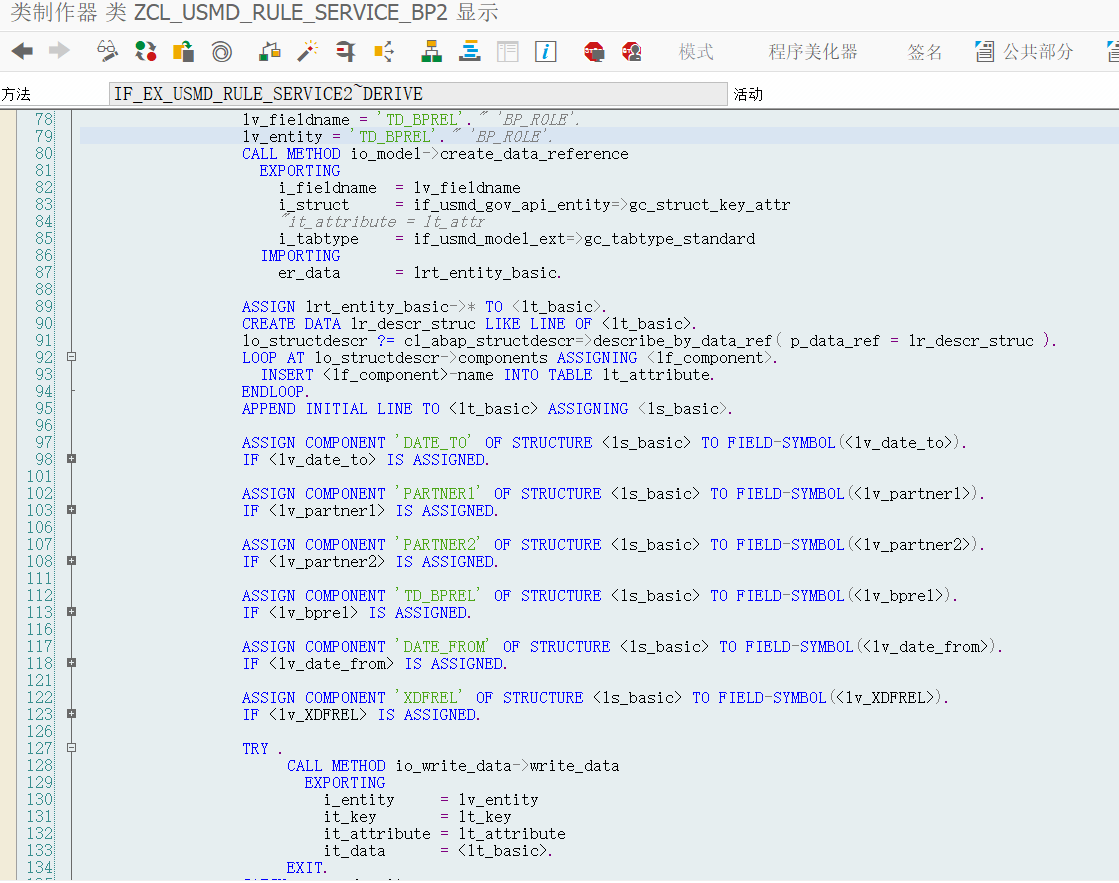 类制作器 类 ZCL_USMD_RULE_SERVICE_BP2 显示
模式 程序美化器 签名 公共部分
方法 IF_EX_USMD_RULE_SERVICE2~DERIVE 活动
78 lv_fieldname = 'TD_BPREL'. " 'BP_ROLE'.
79 lv_entity = 'TD_BPREL'. " 'BP_ROLE'.
80 CALL METHOD io_model->create_data_reference
81 EXPORTING
82 i_fieldname = lv_fieldname
83 i_struct = if_usmd_gov_api_entity=>gc_struct_key_attr
84 "it_attribute = lt_attr
85 i_tabtype = if_usmd_model_ext=>gc_tabtype_standard
86 IMPORTING
87 er_data = lrt_entity_basic.
88
89 ASSIGN lrt_entity_basic->* TO <lt_basic>.
90 CREATE DATA lr_descr_struc LIKE LINE OF <lt_basic>.
91 lo_structdescr ?= cl_abap_structdescr=>describe_by_data_ref( p_data_ref = lr_descr_struc ).
92 LOOP AT lo_structdescr->components ASSIGNING <lf_component>.
93 INSERT <lf_component>-name INTO TABLE lt_attribute.
94 ENDLOOP.
95 APPEND INITIAL LINE TO <lt_basic> ASSIGNING <ls_basic>.
96
97 ASSIGN COMPONENT 'DATE_TO' OF STRUCTURE <ls_basic> TO FIELD-SYMBOL(<lv_date_to>).
98 IF <lv_date_to> IS ASSIGNED.
101
102 ASSIGN COMPONENT 'PARTNER1' OF STRUCTURE <ls_basic> TO FIELD-SYMBOL(<lv_partner1>).
103 IF <lv_partner1> IS ASSIGNED.
106
107 ASSIGN COMPONENT 'PARTNER2' OF STRUCTURE <ls_basic> TO FIELD-SYMBOL(<lv_partner2>).
108 IF <lv_partner2> IS ASSIGNED.
111
112 ASSIGN COMPONENT 'TD_BPREL' OF STRUCTURE <ls_basic> TO FIELD-SYMBOL(<lv_bprel>).
113 IF <lv_bprel> IS ASSIGNED.
116
117 ASSIGN COMPONENT 'DATE_FROM' OF STRUCTURE <ls_basic> TO FIELD-SYMBOL(<lv_date_from>).
118 IF <lv_date_from> IS ASSIGNED.
121
122 ASSIGN COMPONENT 'XDFREL' OF STRUCTURE <ls_basic> TO FIELD-SYMBOL(<lv_XDFREL>).
123 IF <lv_XDFREL> IS ASSIGNED.
126
127 TRY .
128 CALL METHOD io_write_data->write_data
129 EXPORTING
130 i_entity = lv_entity
131 it_key = lt_key
132 it_attribute = lt_attribute
133 it_data = <lt_basic>.
134 EXIT.